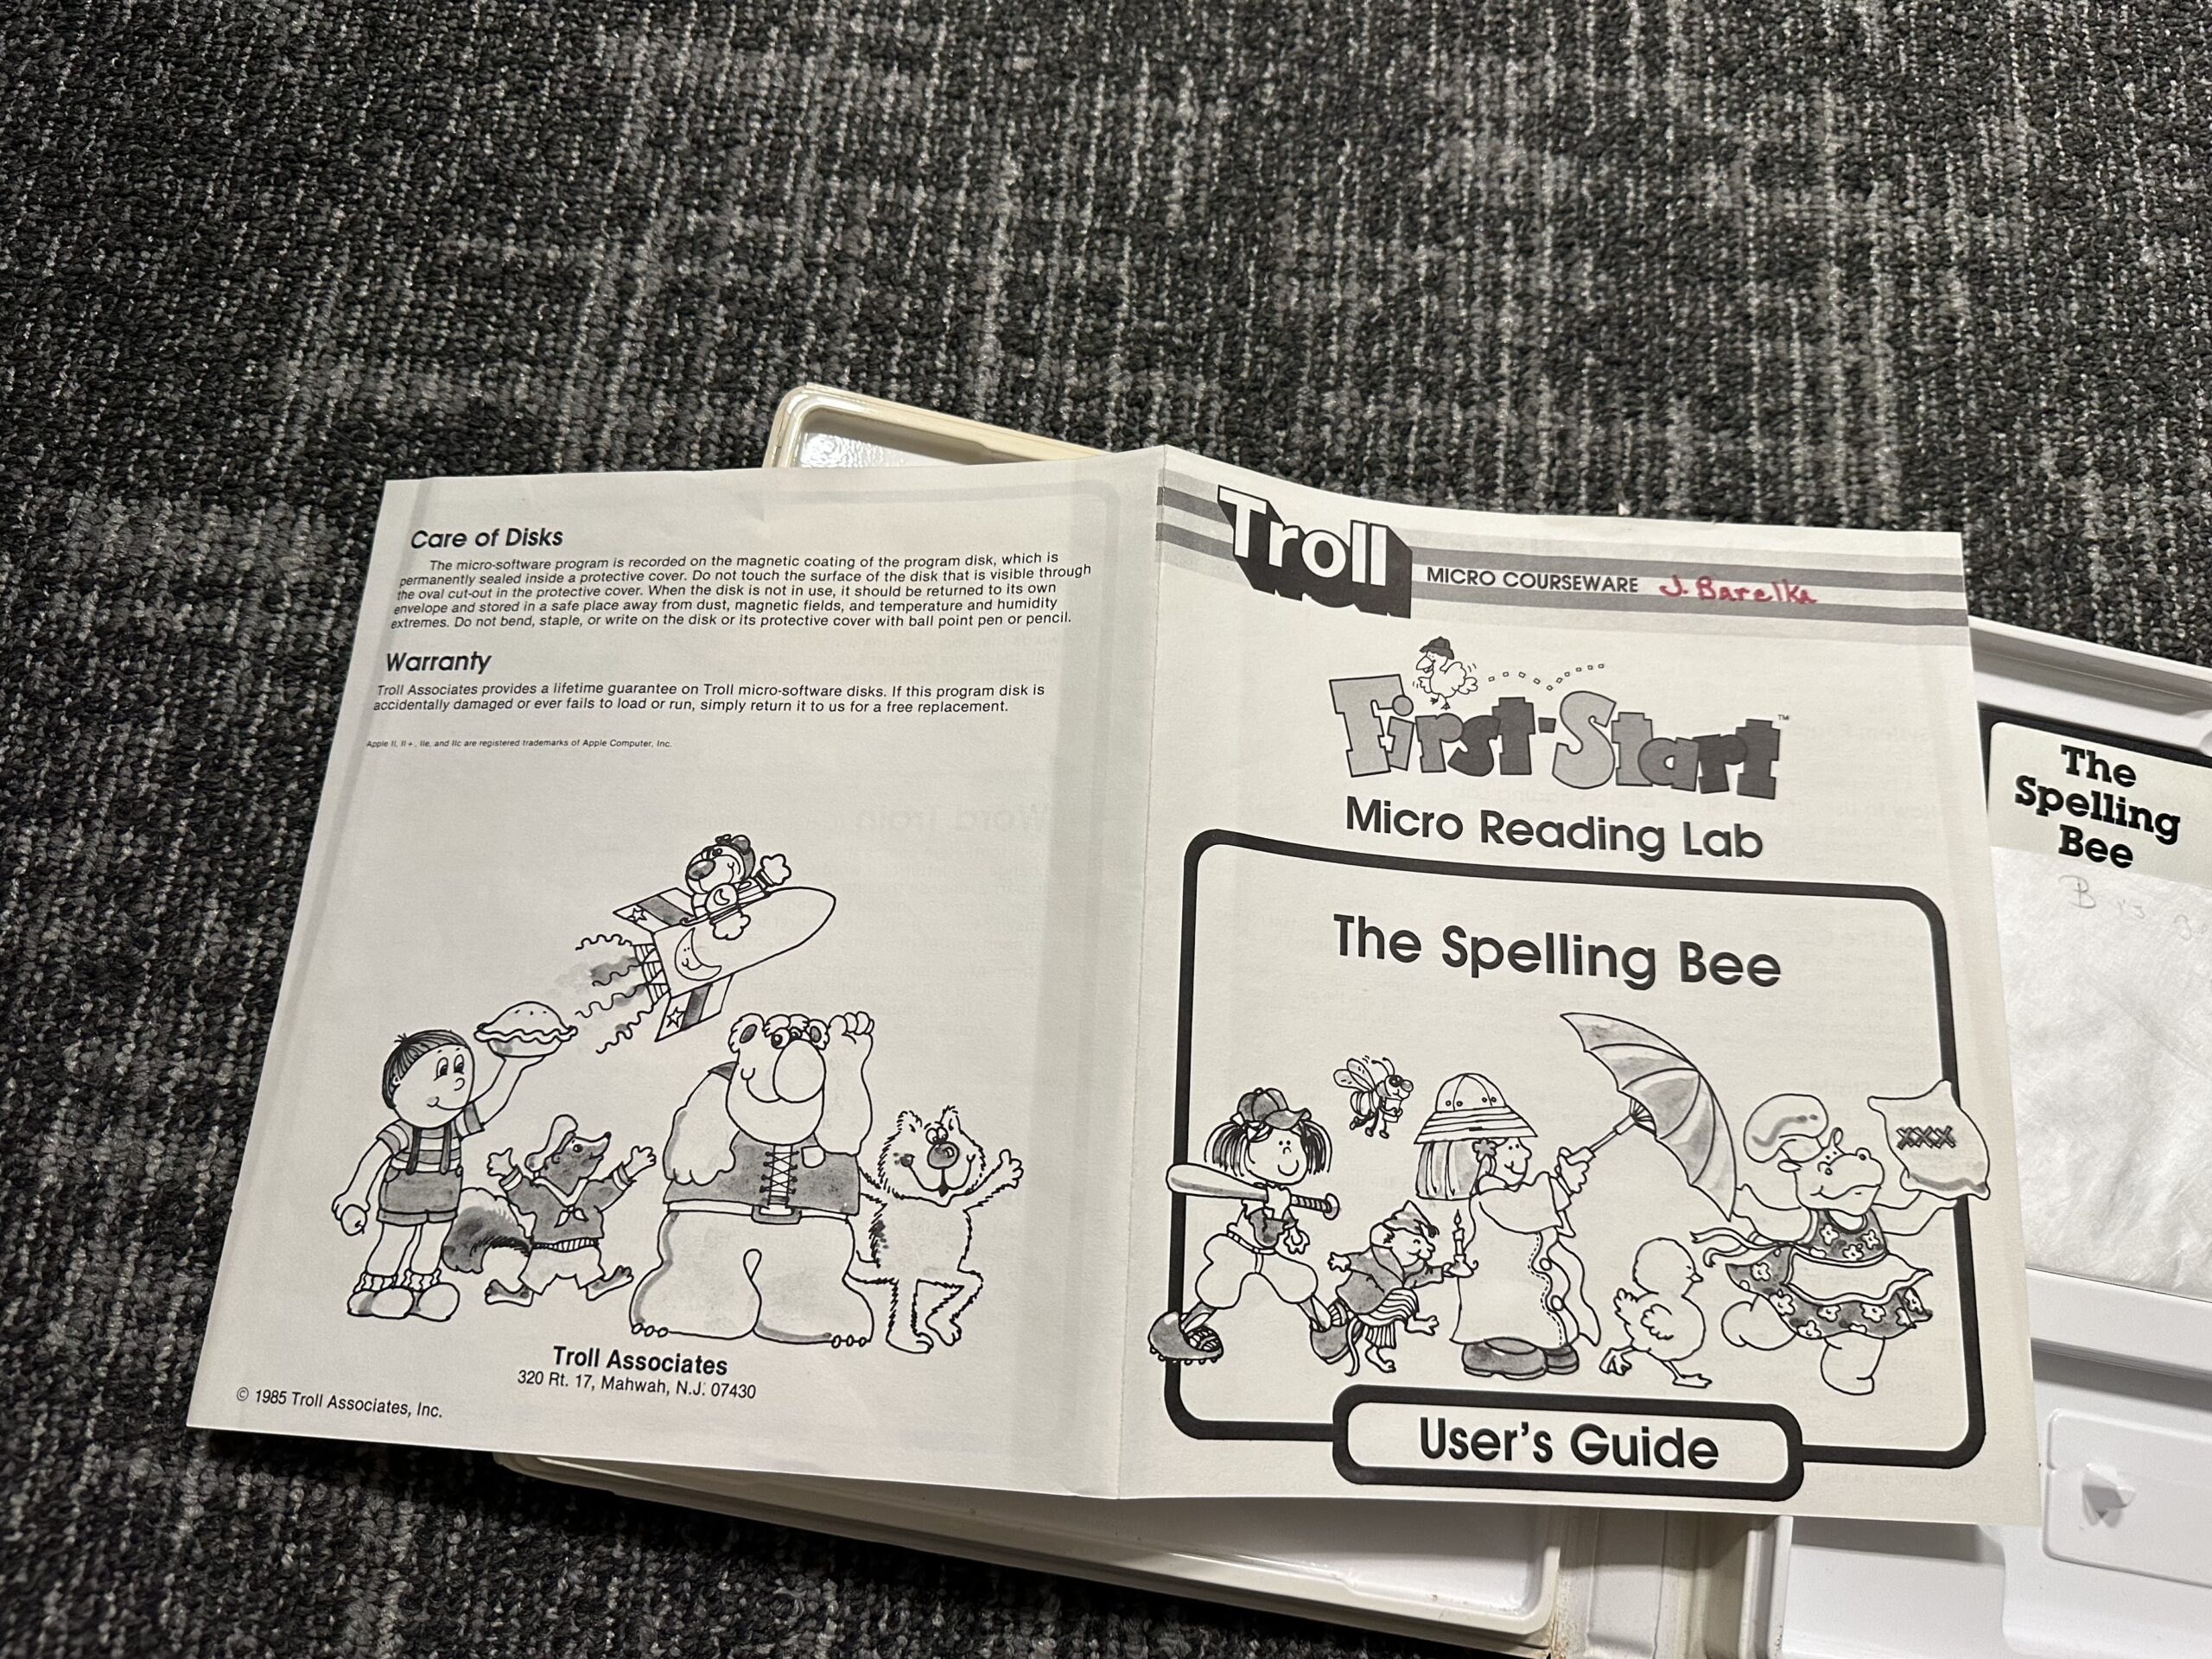 Care of Disks
The micro-software program is recorded on the magnetic coating of the program disk, which is
permanently sealed inside a protective cover. Do not touch the surface of the disk that is visible through
the oval cut-out in the protective cover. When the disk is not in use, it should be returned to its own
envelope and stored in a safe place away from dust, magnetic fields, and temperature and humidity
extremes. Do not bend, staple, or write on the disk or its protective cover with ball point pen or pencil.
Warranty
Troll Associates provides a lifetime guarantee on Troll micro-software disks. If this program disk is
accidentally damaged or ever fails to load or run, simply return it to us for a free replacement.
Apple II, II+, IIe, and IIc are registered trademarks of Apple Computer, Inc.
Troll Associates
320 Rt. 17, Mahwah, N.J. 07430
© 1985 Troll Associates, Inc.
Troll
MICRO COURSEWARE J. Barelka
First-Start™
Micro Reading Lab
The Spelling Bee
XXX
User's Guide
The
Spelling
Bee
B is
Word Train